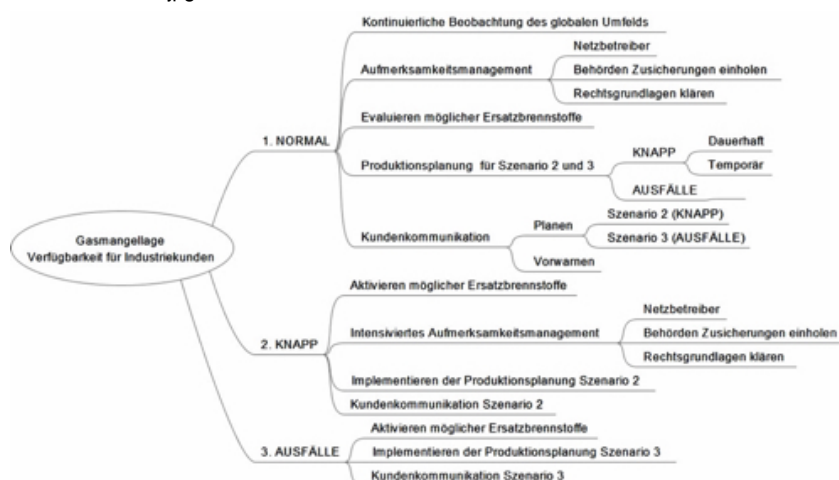 Kontinuierliche Beobachtung des globalen Umfelds
Netzbetreiber
Aufmerksamkeitsmanagement
Behörden Zusicherungen einholen
Rechtsgrundlagen klären
Evaluieren möglicher Ersatzbrennstoffe
1. NORMAL
Dauerhaft
KNAPP
Produktionsplanung für Szenario 2 und 3
Temporär
AUSFÄLLE
Szenario 2 (KNAPP)
Planen
Kundenkommunikation
Szenario 3 (AUSFÄLLE)
Vorwarnen
Gasmangellage
Verfügbarkeit für Industriekunden
Aktivieren möglicher Ersatzbrennstoffe
Netzbetreiber
Intensiviertes Aufmerksamkeitsmanagement
Behörden Zusicherungen einholen
2. KNAPP
Rechtsgrundlagen klären
Implementieren der Produktionsplanung Szenario 2
Kundenkommunikation Szenario 2
Aktivieren möglicher Ersatzbrennstoffe
3. AUSFÄLLE
Implementieren der Produktionsplanung Szenario 3
Kundenkommunikation Szenario 3